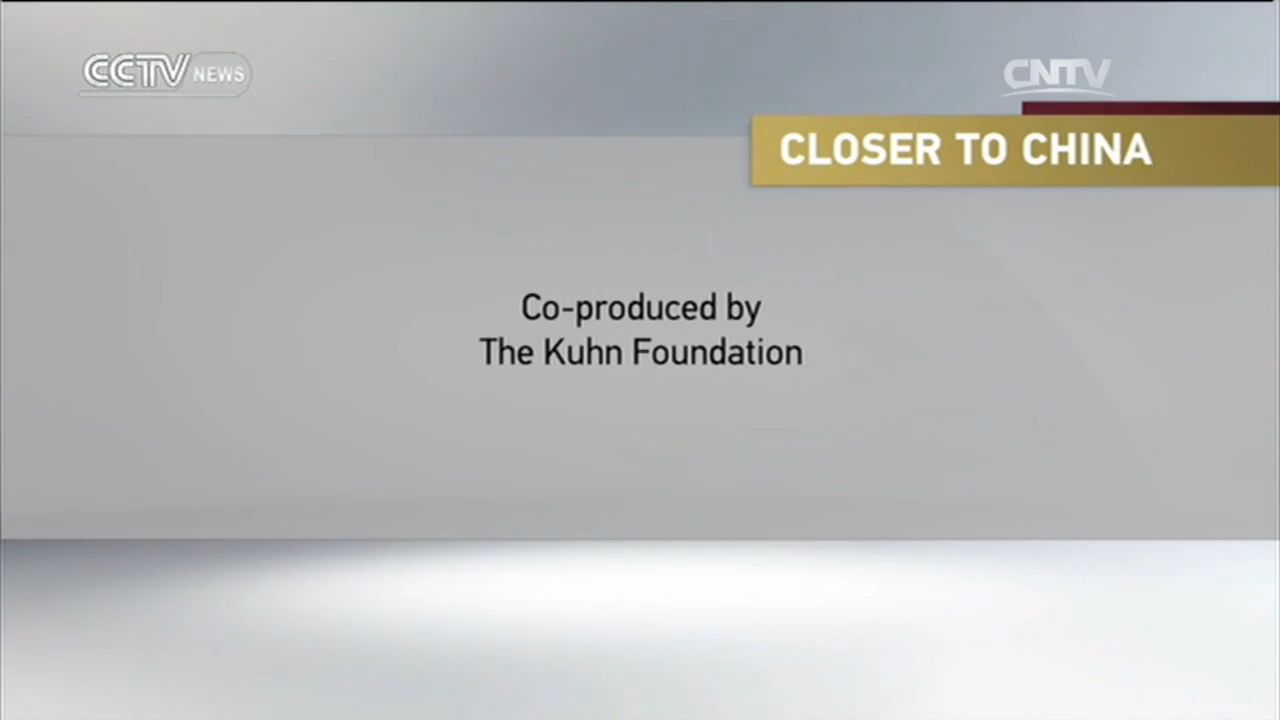 CCTV NEWS
CNTV
CLOSER TO CHINA
Co-produced by
The Kuhn Foundation